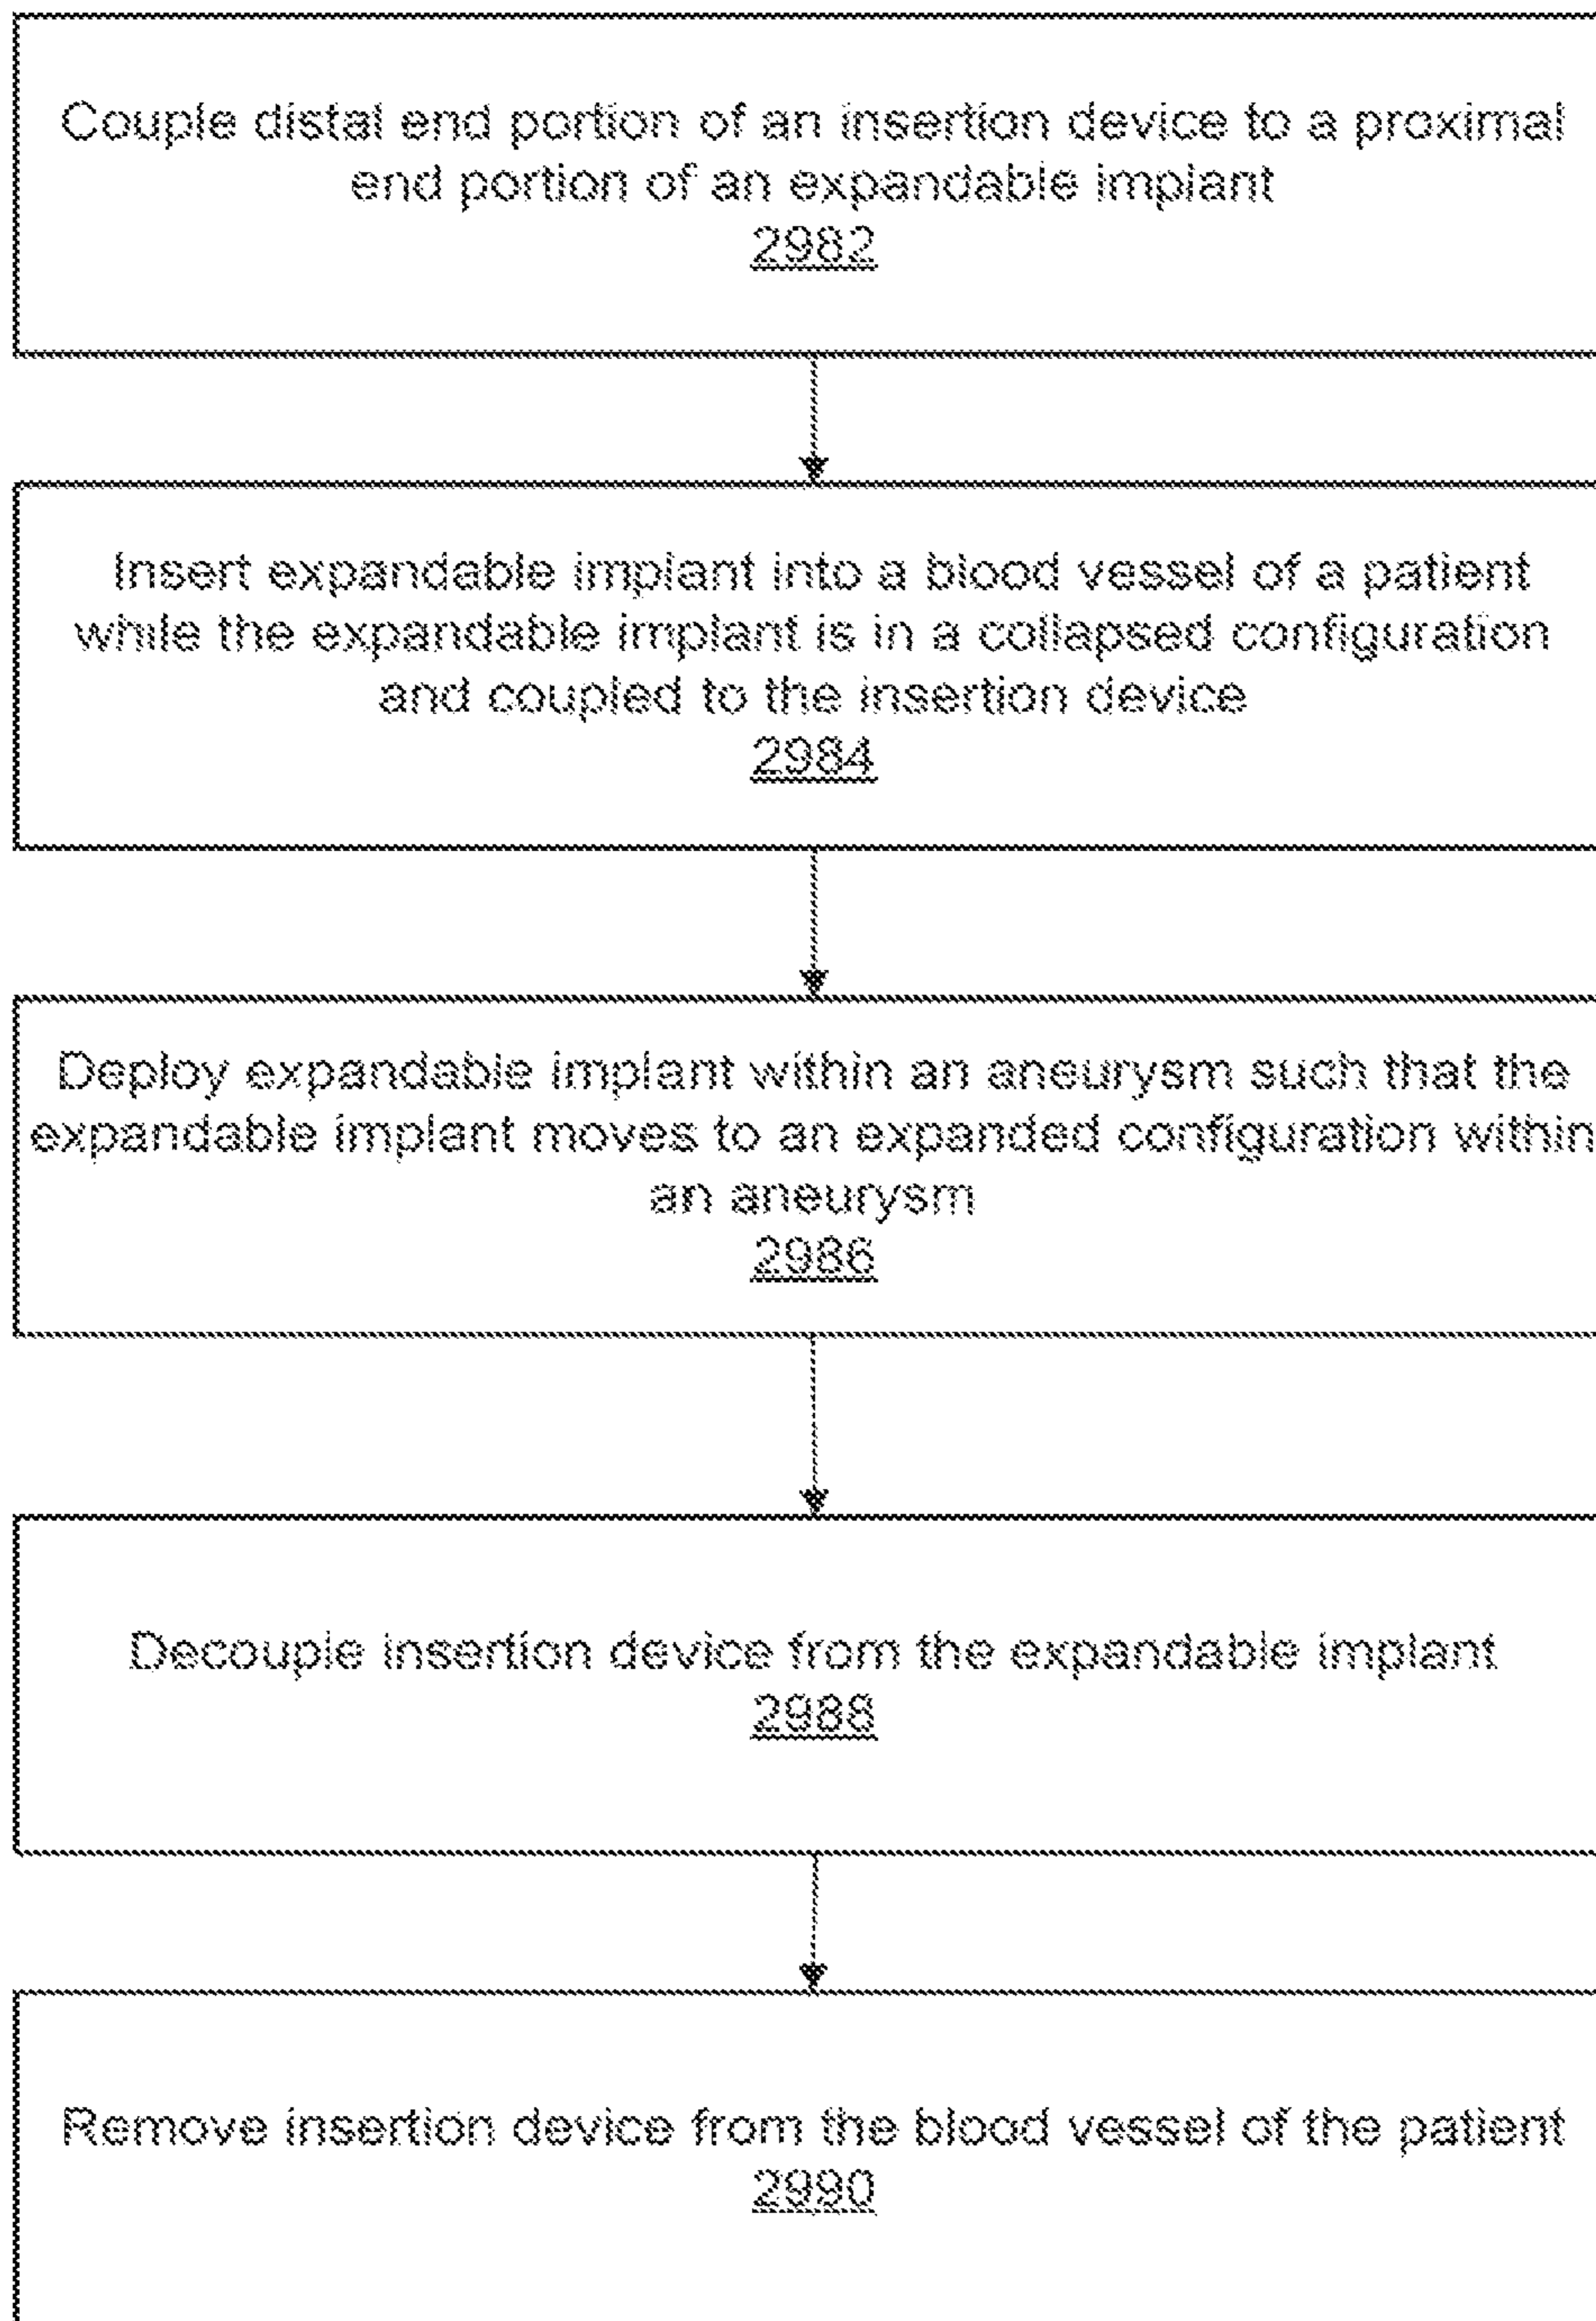 Couple distal end portion of an insertion device to a proximal
end portion of an expandable implant
2982
Insert expandable implant into a blood vessel of a patient
while the expandable implant is in a collapsed configuration
and coupled to the insertion device
2984
Deploy expandable implant within an aneurysm such that the
expandable implant moves to an expanded configuration within
an aneurysm
2986
Decouple insertion device from the expandable implant
2988
Remove insertion device from the blood vessel of the patient
2990